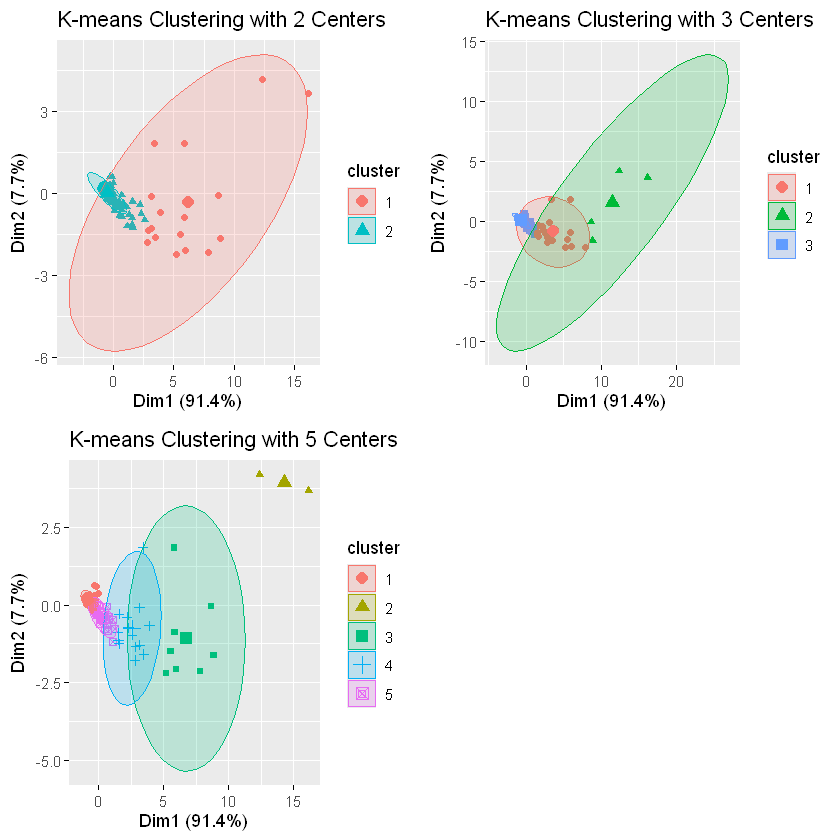 K-means Clustering with 2 Centers
3
0
-3
-6
0 5 10 15
Dim1 (91.4%)
Dim2 (7.7%)
cluster
1
2
K-means Clustering with 3 Centers
15
10
5
0
-5
-10
0 10 20
Dim1 (91.4%)
Dim2 (7.7%)
cluster
1
2
3
K-means Clustering with 5 Centers
2.5
0.0
-2.5
-5.0
0 5 10 15
Dim1 (91.4%)
Dim2 (7.7%)
cluster
1
2
3
4
5